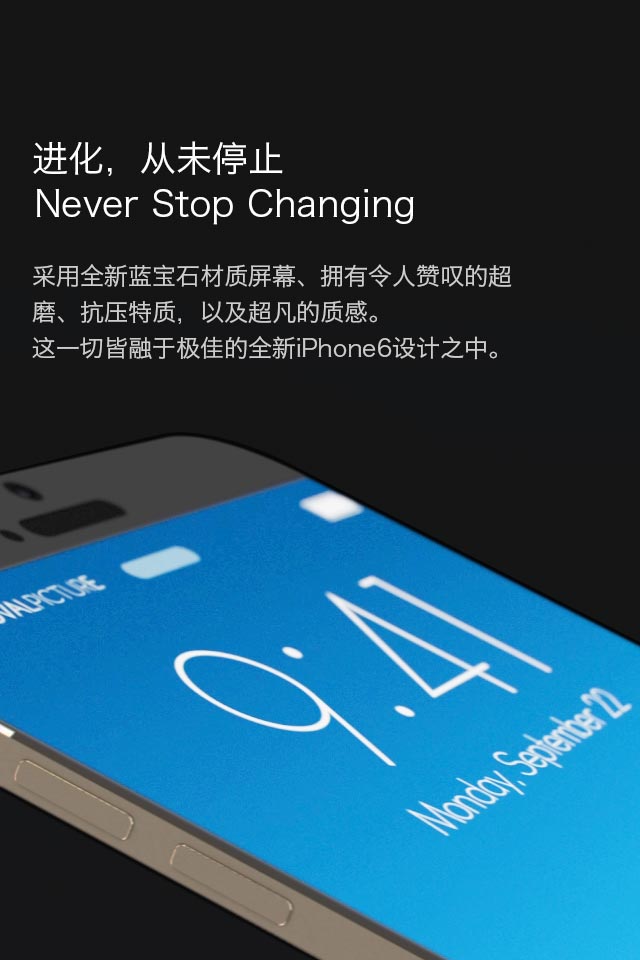 进化，从未停止
Never Stop Changing
采用全新蓝宝石材质屏幕、拥有令人赞叹的超
磨、抗压特质，以及超凡的质感。
这一切皆融于极佳的全新iPhone6设计之中。
9:41
Monday, September 22